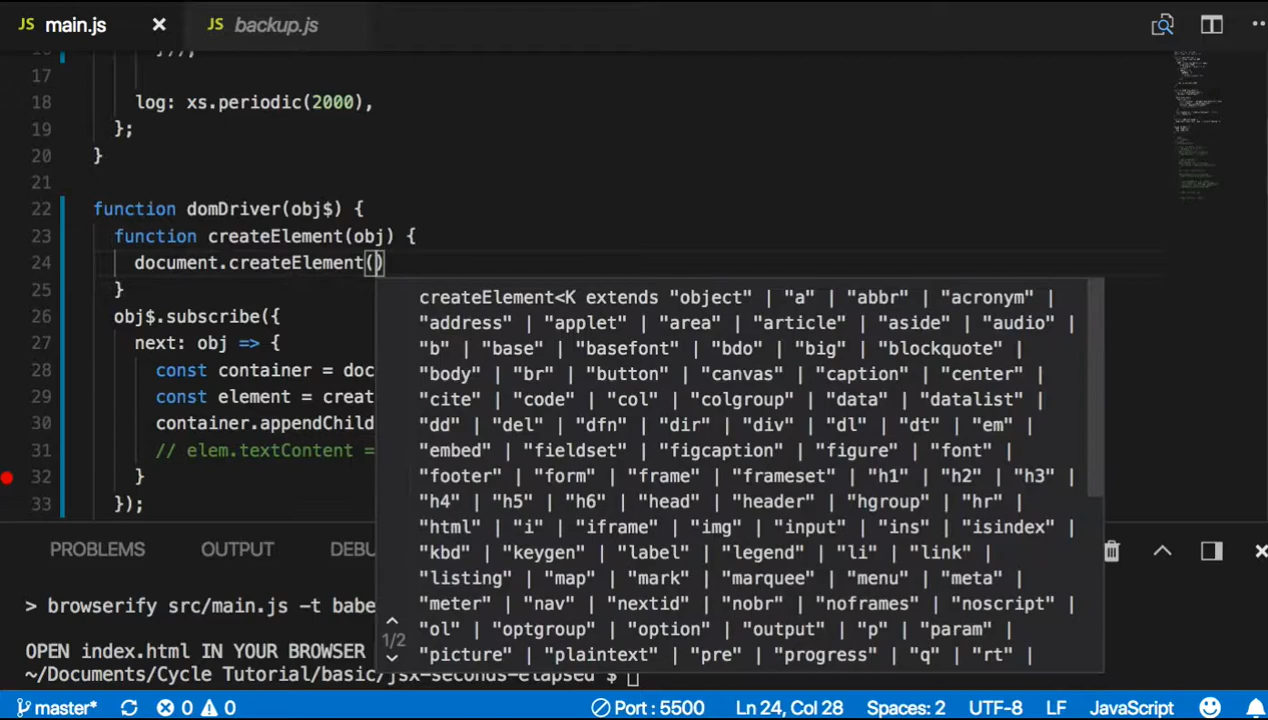 JS main.js × JS backup.js
17
18 log: xs.periodic(2000),
19 };
20 }
21
22 function domDriver(obj$) {
23 function createElement(obj) {
24 document.createElement()
25 }
26 obj$.subscribe({
27 next: obj => {
28 const container = doc
29 const element = creat
30 container.appendChild
31 // elem.textContent =
32 }
33 });
createElement<K extends "object" | "a" | "abbr" | "acronym" |
"address" | "applet" | "area" | "article" | "aside" | "audio" |
"b" | "base" | "basefont" | "bdo" | "big" | "blockquote" |
"body" | "br" | "button" | "canvas" | "caption" | "center" |
"cite" | "code" | "col" | "colgroup" | "data" | "datalist" |
"dd" | "del" | "dfn" | "dir" | "div" | "dl" | "dt" | "em" |
"embed" | "fieldset" | "figcaption" | "figure" | "font" |
"footer" | "form" | "frame" | "frameset" | "h1" | "h2" | "h3" |
"h4" | "h5" | "h6" | "head" | "header" | "hgroup" | "hr" |
"html" | "i" | "iframe" | "img" | "input" | "ins" | "isindex" |
"kbd" | "keygen" | "label" | "legend" | "li" | "link" |
"listing" | "map" | "mark" | "marquee" | "menu" | "meta" |
"meter" | "nav" | "nextid" | "nobr" | "noframes" | "noscript" |
"ol" | "optgroup" | "option" | "output" | "p" | "param" |
"picture" | "plaintext" | "pre" | "progress" | "q" | "rt" |
1/2
PROBLEMS OUTPUT DEBU
> browserify src/main.js -t babe
OPEN index.html IN YOUR BROWSER
~/Documents/Cycle Tutorial/basic/jsx-seconds-elapsed $
master* 0 0 Port : 5500 Ln 24, Col 28 Spaces: 2 UTF-8 LF JavaScript